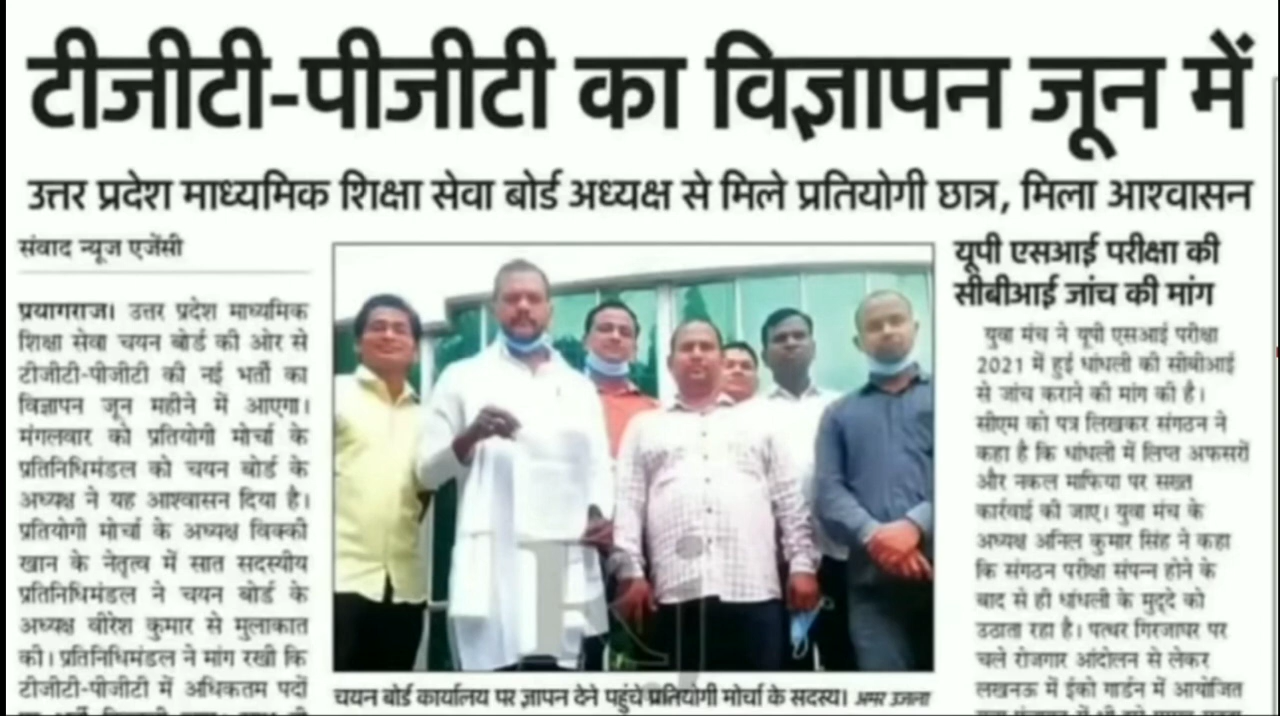 टीजीटी-पीजीटी का विज्ञापन जून में
उत्तर प्रदेश माध्यमिक शिक्षा सेवा बोर्ड अध्यक्ष से मिले प्रतियोगी छात्र, मिला आश्वासन
संवाद न्यूज एजेंसी
प्रयागराज। उत्तर प्रदेश माध्यमिक
शिक्षा सेवा चयन बोर्ड की ओर से
टीजीटी-पीजीटी की नई भर्ती का
विज्ञापन जून महीने में आएगा।
मंगलवार को प्रतियोगी मोर्चा के
प्रतिनिधिमंडल को चयन बोर्ड के
अध्यक्ष ने यह आश्वासन दिया है।
प्रतियोगी मोर्चा के अध्यक्ष विक्की
खान के नेतृत्व में सात सदस्यीय
प्रतिनिधिमंडल ने चयन बोर्ड के
अध्यक्ष वीरेश कुमार से मुलाकात
की। प्रतिनिधिमंडल ने मांग रखी कि
टीजीटी-पीजीटी में अधिकतम पदों
चयन बोर्ड कार्यालय पर ज्ञापन देने पहुंचे प्रतियोगी मोर्चा के सदस्य। अमर उजाला
यूपी एसआई परीक्षा की
सीबीआई जांच की मांग
युवा मंच ने यूपी एसआई परीक्षा
2021 में हुई धांधली की सीबीआई
से जांच कराने की मांग की है।
सीएम को पत्र लिखकर संगठन ने
कहा है कि धांधली में लिप्त अफसरों
और नकल माफिया पर सख्त
कार्रवाई की जाए। युवा मंच के
अध्यक्ष अनिल कुमार सिंह ने कहा
कि संगठन परीक्षा संपन्न होने के
बाद से ही धांधली के मुद्दे को
उठाता रहा है। पत्थर गिरजाघर पर
चले रोजगार आंदोलन से लेकर
लखनऊ में ईको गार्डन में आयोजित